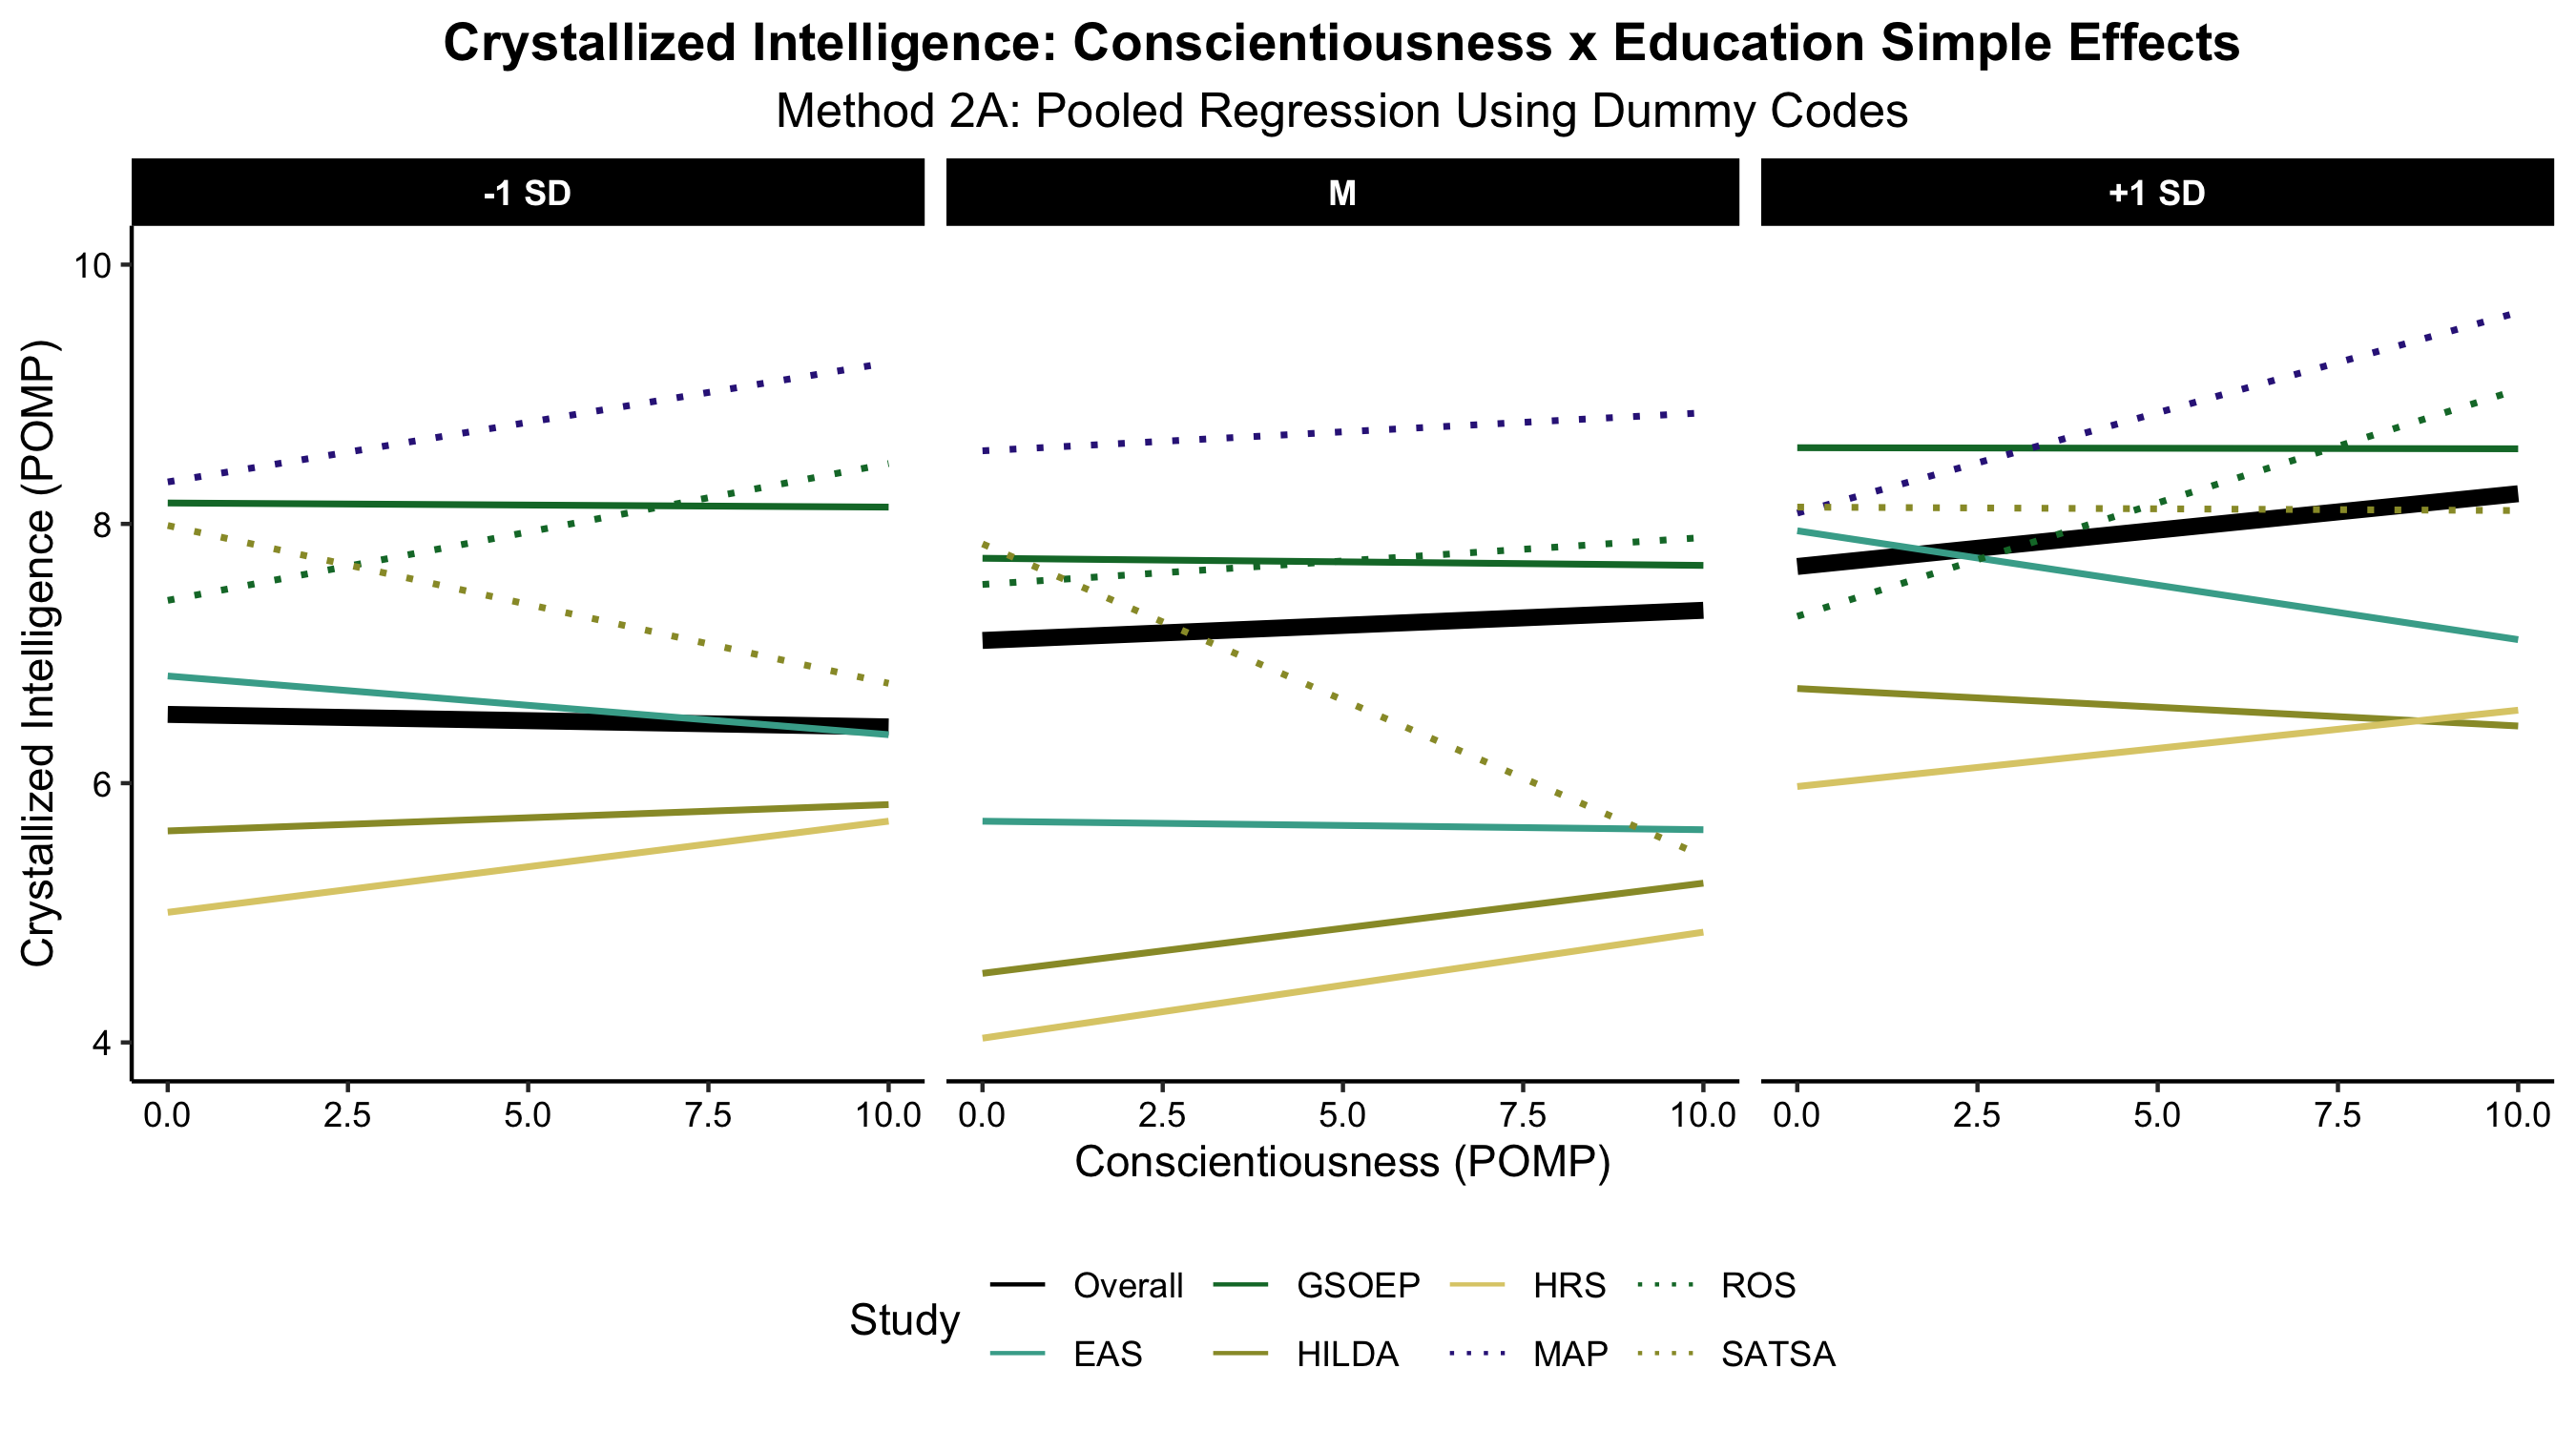 Crystallized Intelligence: Conscientiousness x Education Simple Effects
Method 2A: Pooled Regression Using Dummy Codes
-1 SD M +1 SD
Crystallized Intelligence (POMP)
10
8
6
4
0.0 2.5 5.0 7.5 10.0 0.0 2.5 5.0 7.5 10.0 0.0 2.5 5.0 7.5 10.0
Conscientiousness (POMP)
Study
Overall GSOEP HRS ROS
EAS HILDA MAP SATSA